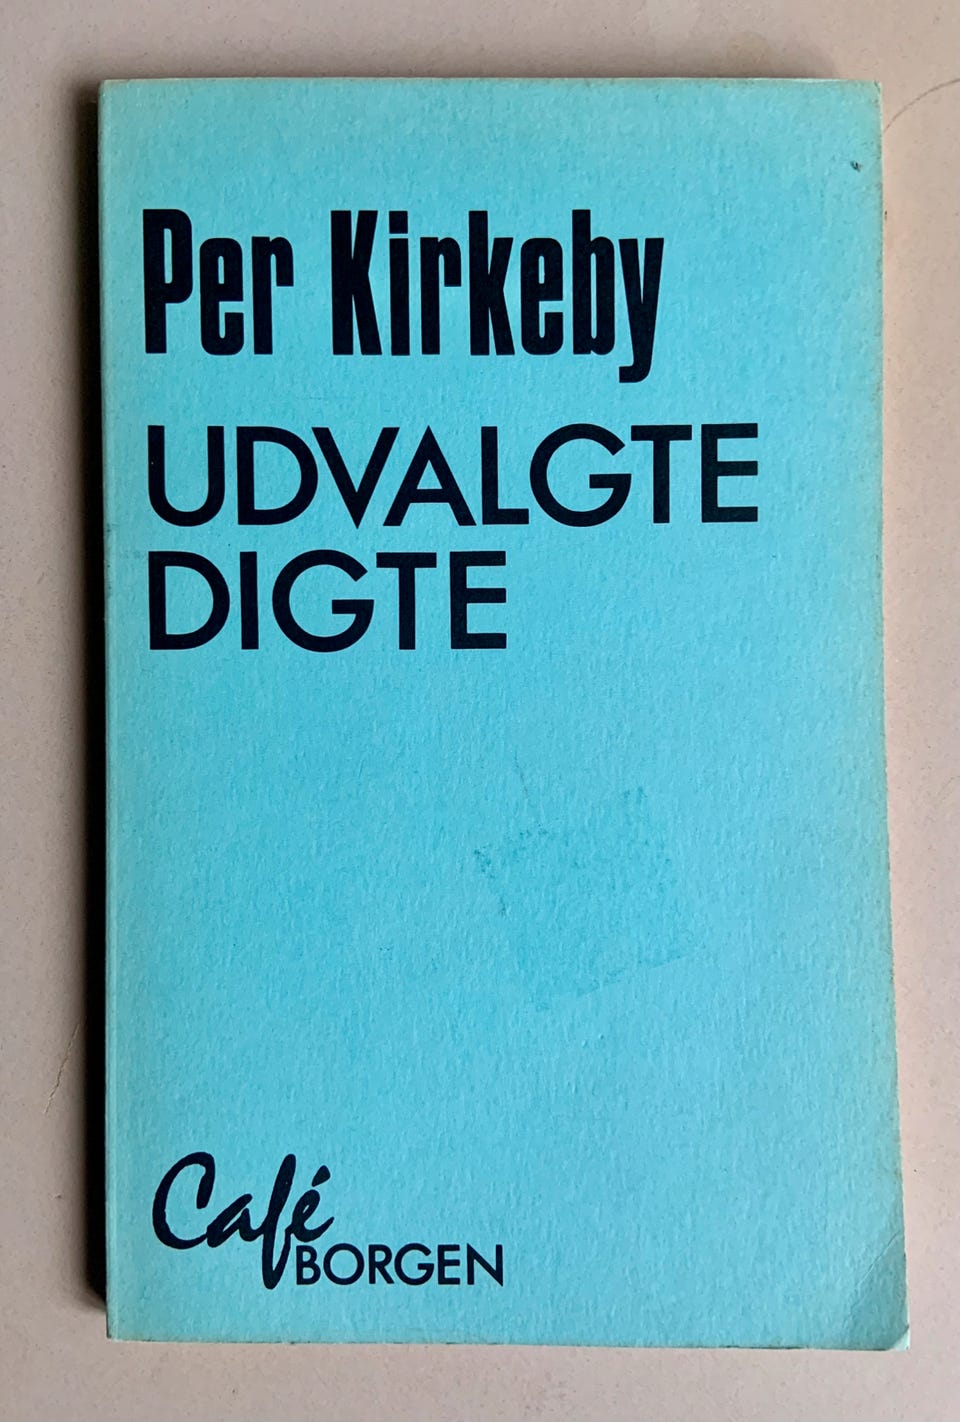 Per Kirkeby
UDVALGTE
DIGTE
Café
BORGEN